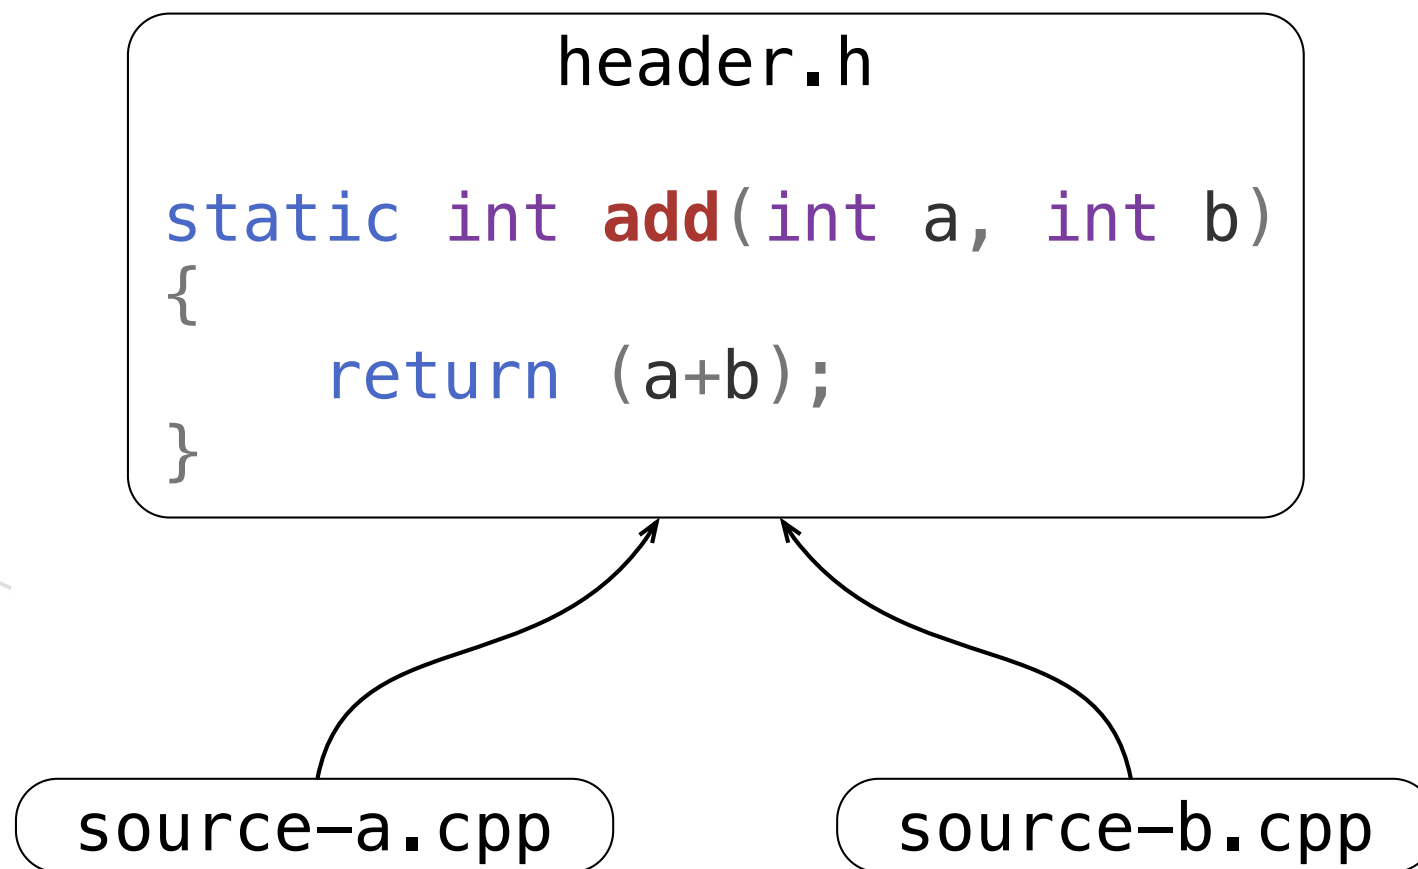 header.h
static int add(int a, int b)
{
    return (a+b);
}
source-a.cpp
source-b.cpp